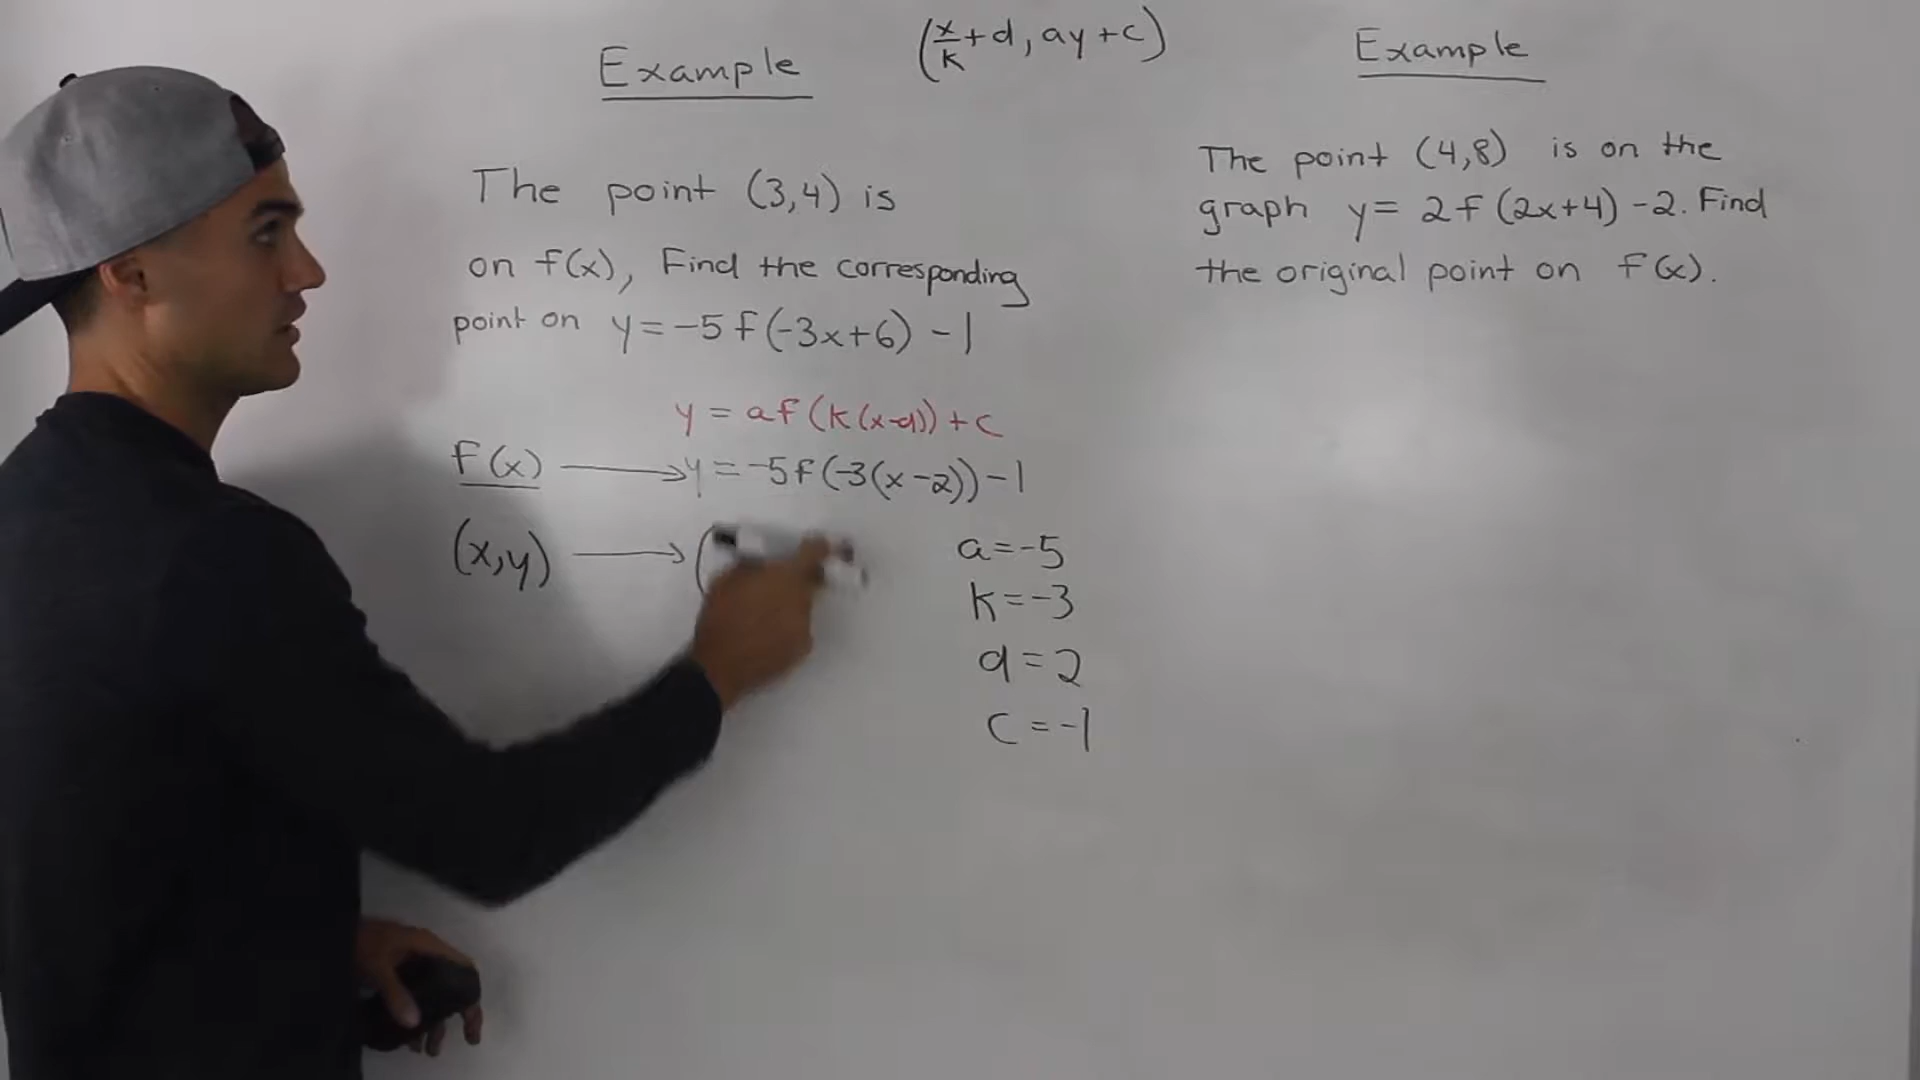 (x/k + d, ay + c)
Example
The point (3,4) is
on f(x), Find the corresponding
point on y = -5f(-3x+6) - 1
y = af(k(x-d)) + c
f(x) → y = -5f(-3(x-2)) - 1
(x,y) → (
a = -5
k = -3
d = 2
c = -1
Example
The point (4,8) is on the
graph y = 2f(2x+4) - 2. Find
the original point on f(x).